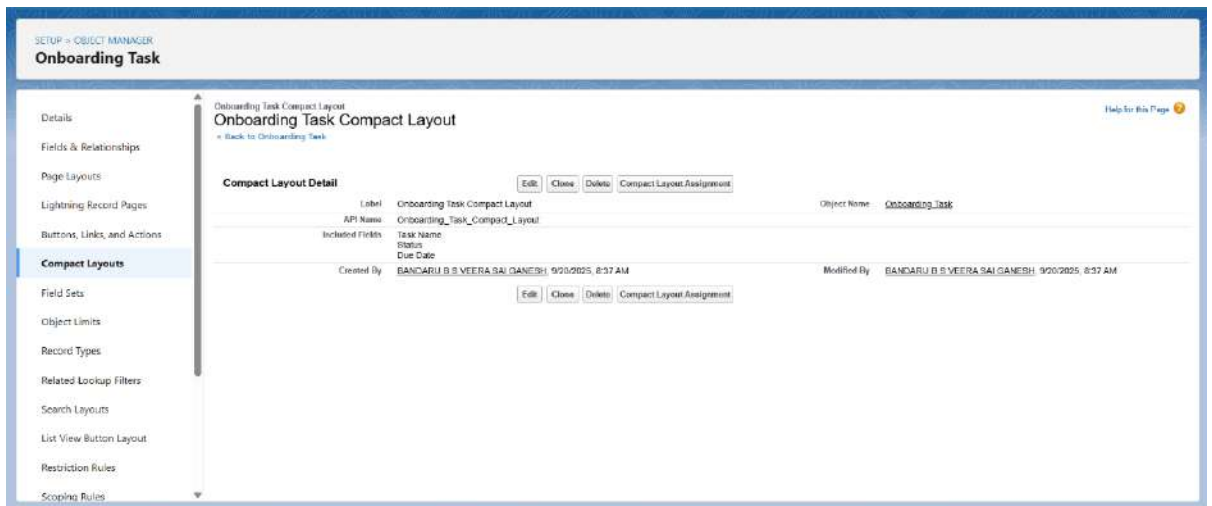 SETUP > OBJECT MANAGER
Onboarding Task
Details
Fields & Relationships
Page Layouts
Lightning Record Pages
Buttons, Links, and Actions
Compact Layouts
Field Sets
Object Limits
Record Types
Related Lookup Filters
Search Layouts
List View Button Layout
Restriction Rules
Scoping Rules
Onboarding Task Compact Layout
Help for this Page
Onboarding Task Compact Layout
« Back to Onboarding Task
Compact Layout Detail Edit Clone Delete Compact Layout Assignment
Label Onboarding Task Compact Layout Object Name Onboarding Task
API Name Onboarding_Task_Compact_Layout
Included Fields Task Name
Status
Due Date
Created By BANDARU B S VEERA SAI GANESH, 9/20/2025, 8:37 AM Modified By BANDARU B S VEERA SAI GANESH, 9/20/2025, 8:37 AM
Edit Clone Delete Compact Layout Assignment